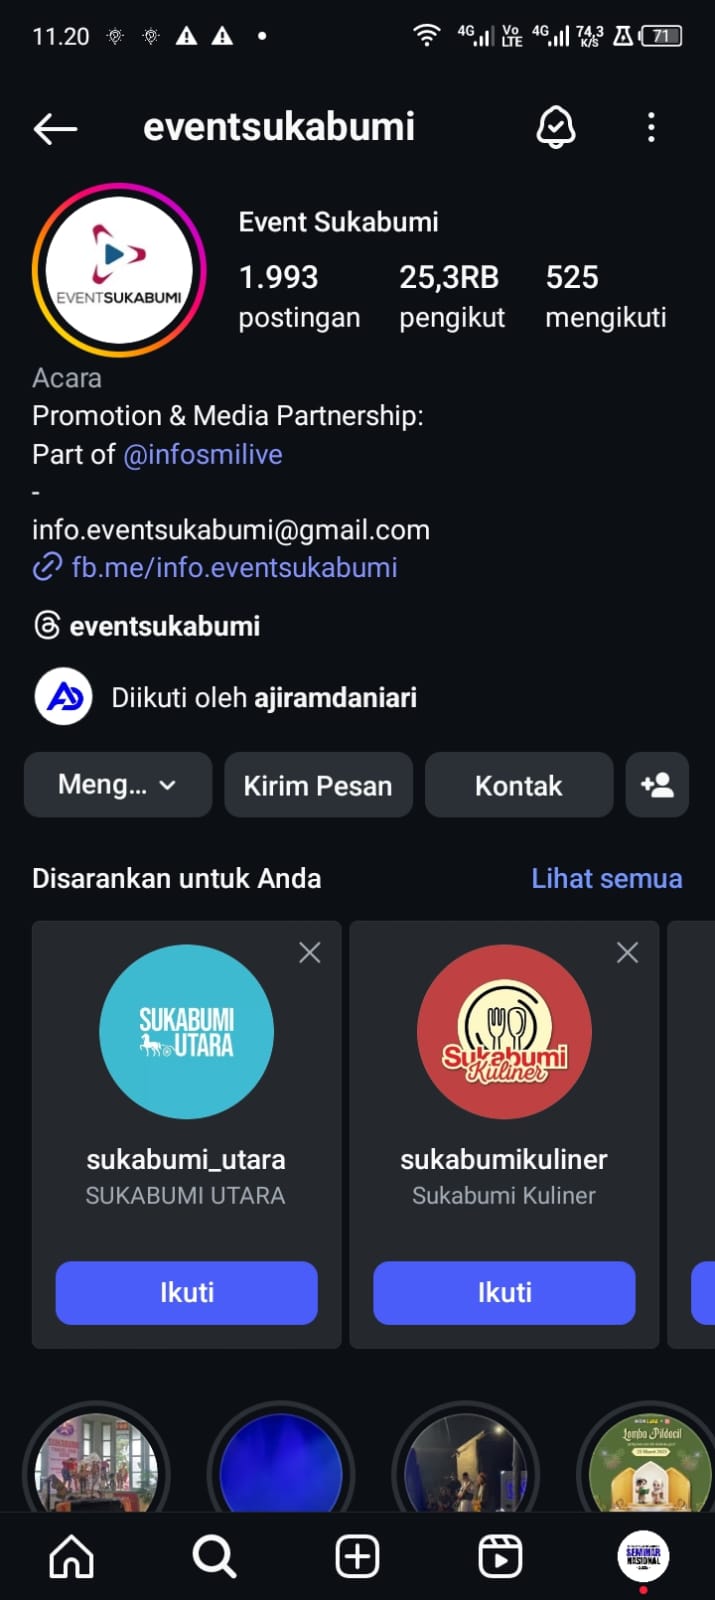 11.20
4G Vo LTE 4G 74,3 K/S 71
eventsukabumi
EVENTSUKABUMI
Event Sukabumi
1.993 25,3RB 525
postingan pengikut mengikuti
Acara
Promotion & Media Partnership:
Part of @infosmilive
-
info.eventsukabumi@gmail.com
fb.me/info.eventsukabumi
eventsukabumi
AD
Diikuti oleh ajiramdaniari
Meng... Kirim Pesan Kontak
Disarankan untuk Anda Lihat semua
SUKABUMI
UTARA
Sukabumi
Kuliner
sukabumi_utara sukabumikuliner
SUKABUMI UTARA Sukabumi Kuliner
Ikuti Ikuti
Lomba Pildacil
SEMINAR
NASIONAL